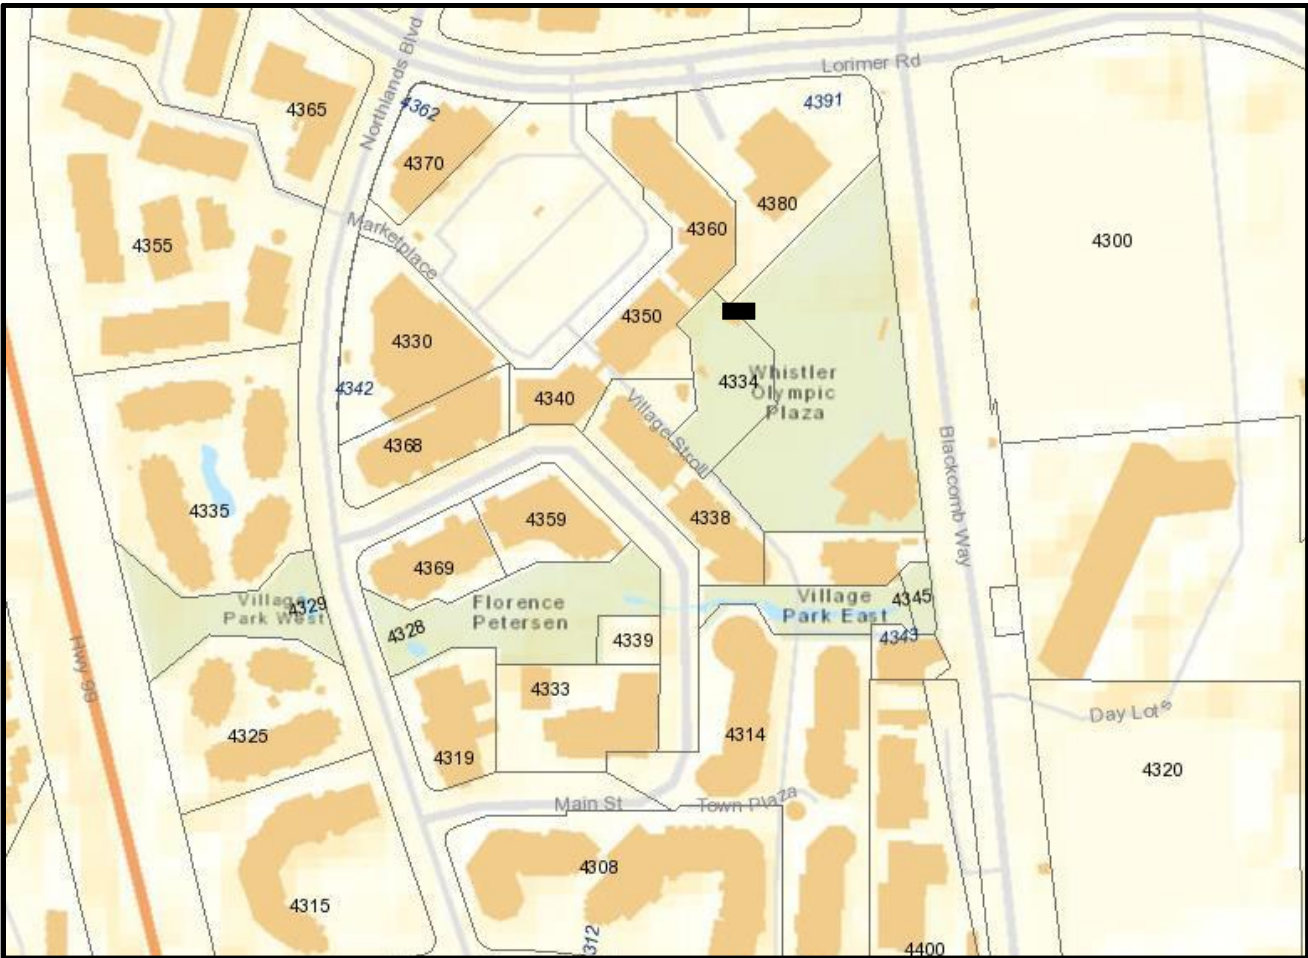 Northlands Blvd
Lorimer Rd
4365
4362
4391
4370
4380
4360
Marketplace
4355
4300
4350
4330
4334
Whistler
Olympic
Plaza
4342
4340
Village Stroll
4368
Blackcomb Way
4335
4338
4359
4369
Village
Park West
4329
Florence
Petersen
4328
4339
Village
Park East
4345
4343
Hwy 99
4333
4325
4319
4314
Day Lots
4320
Main St
Town Plaza
4308
4315
312
4400